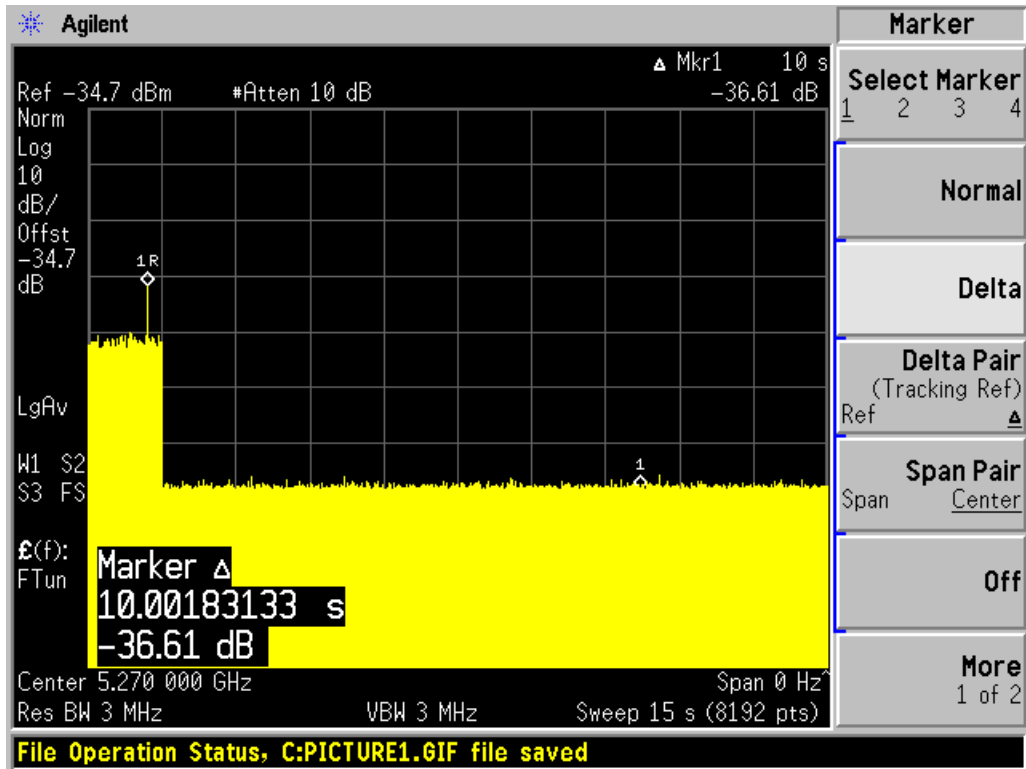 Agilent
Marker
Δ Mkr1 10 s
Ref −34.7 dBm #Atten 10 dB −36.61 dB
Norm
Log
10
dB/
Offst
−34.7
dB
1R
LgAv
W1 S2
S3 FS
1
£(f):
FTun
Marker Δ
10.00183133 s
−36.61 dB
Center 5.270 000 GHz Span 0 Hz^
Res BW 3 MHz VBW 3 MHz Sweep 15 s (8192 pts)
File Operation Status, C:PICTURE1.GIF file saved
Select Marker
1 2 3 4
Normal
Delta
Delta Pair
(Tracking Ref)
Ref Δ
Span Pair
Span Center
Off
More
1 of 2